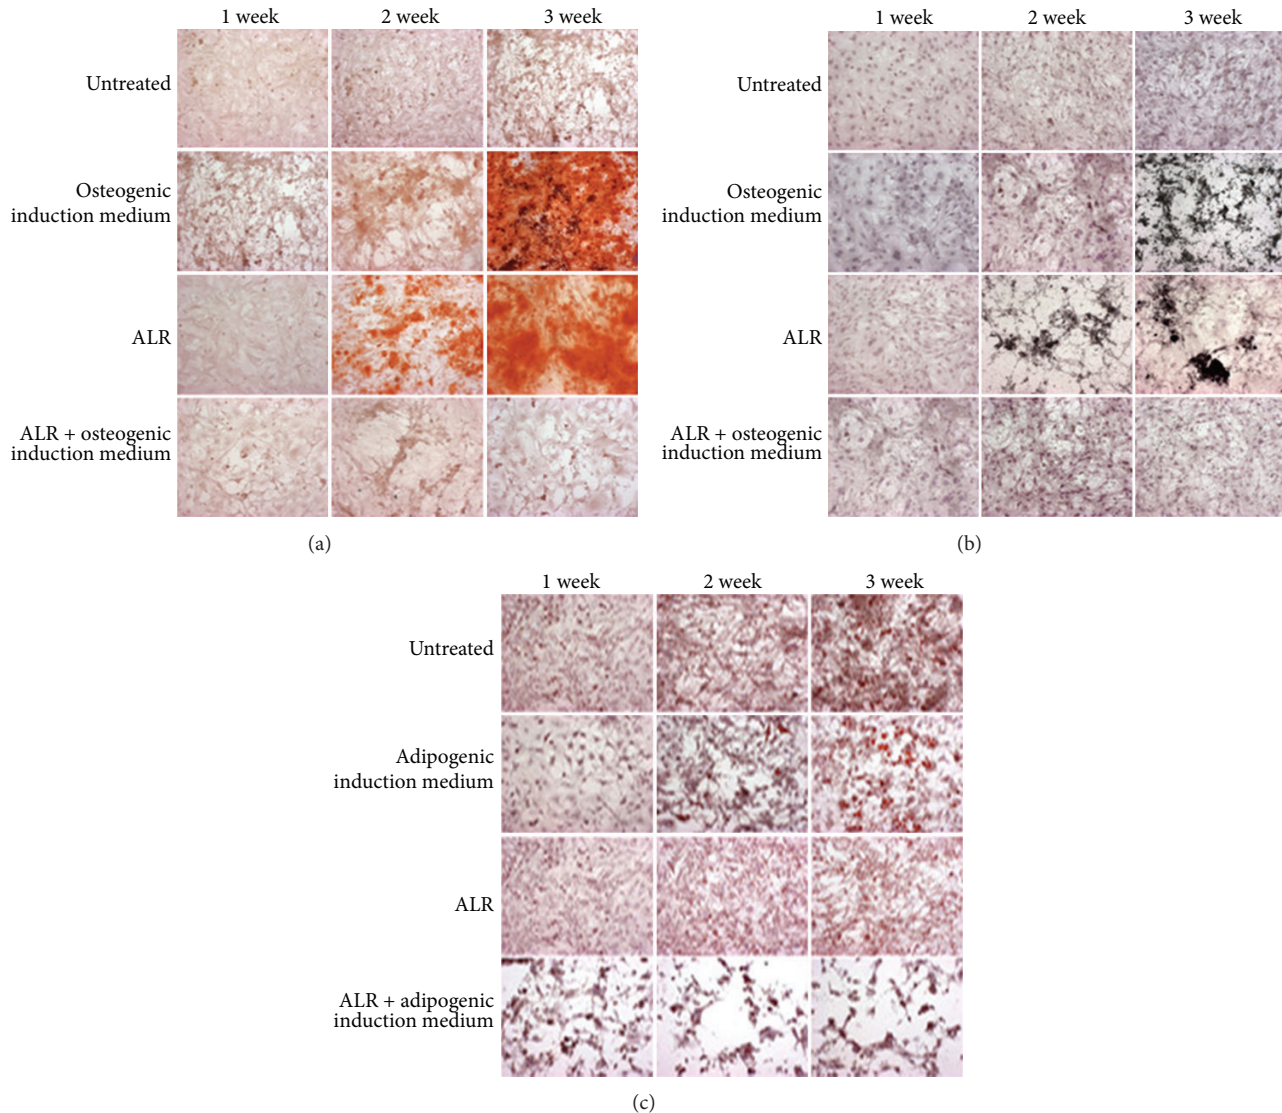 1 week 2 week 3 week
Untreated
Osteogenic
induction medium
ALR
ALR + osteogenic
induction medium
(a)
1 week 2 week 3 week
Untreated
Osteogenic
induction medium
ALR
ALR + osteogenic
induction medium
(b)
1 week 2 week 3 week
Untreated
Adipogenic
induction medium
ALR
ALR + adipogenic
induction medium
(c)